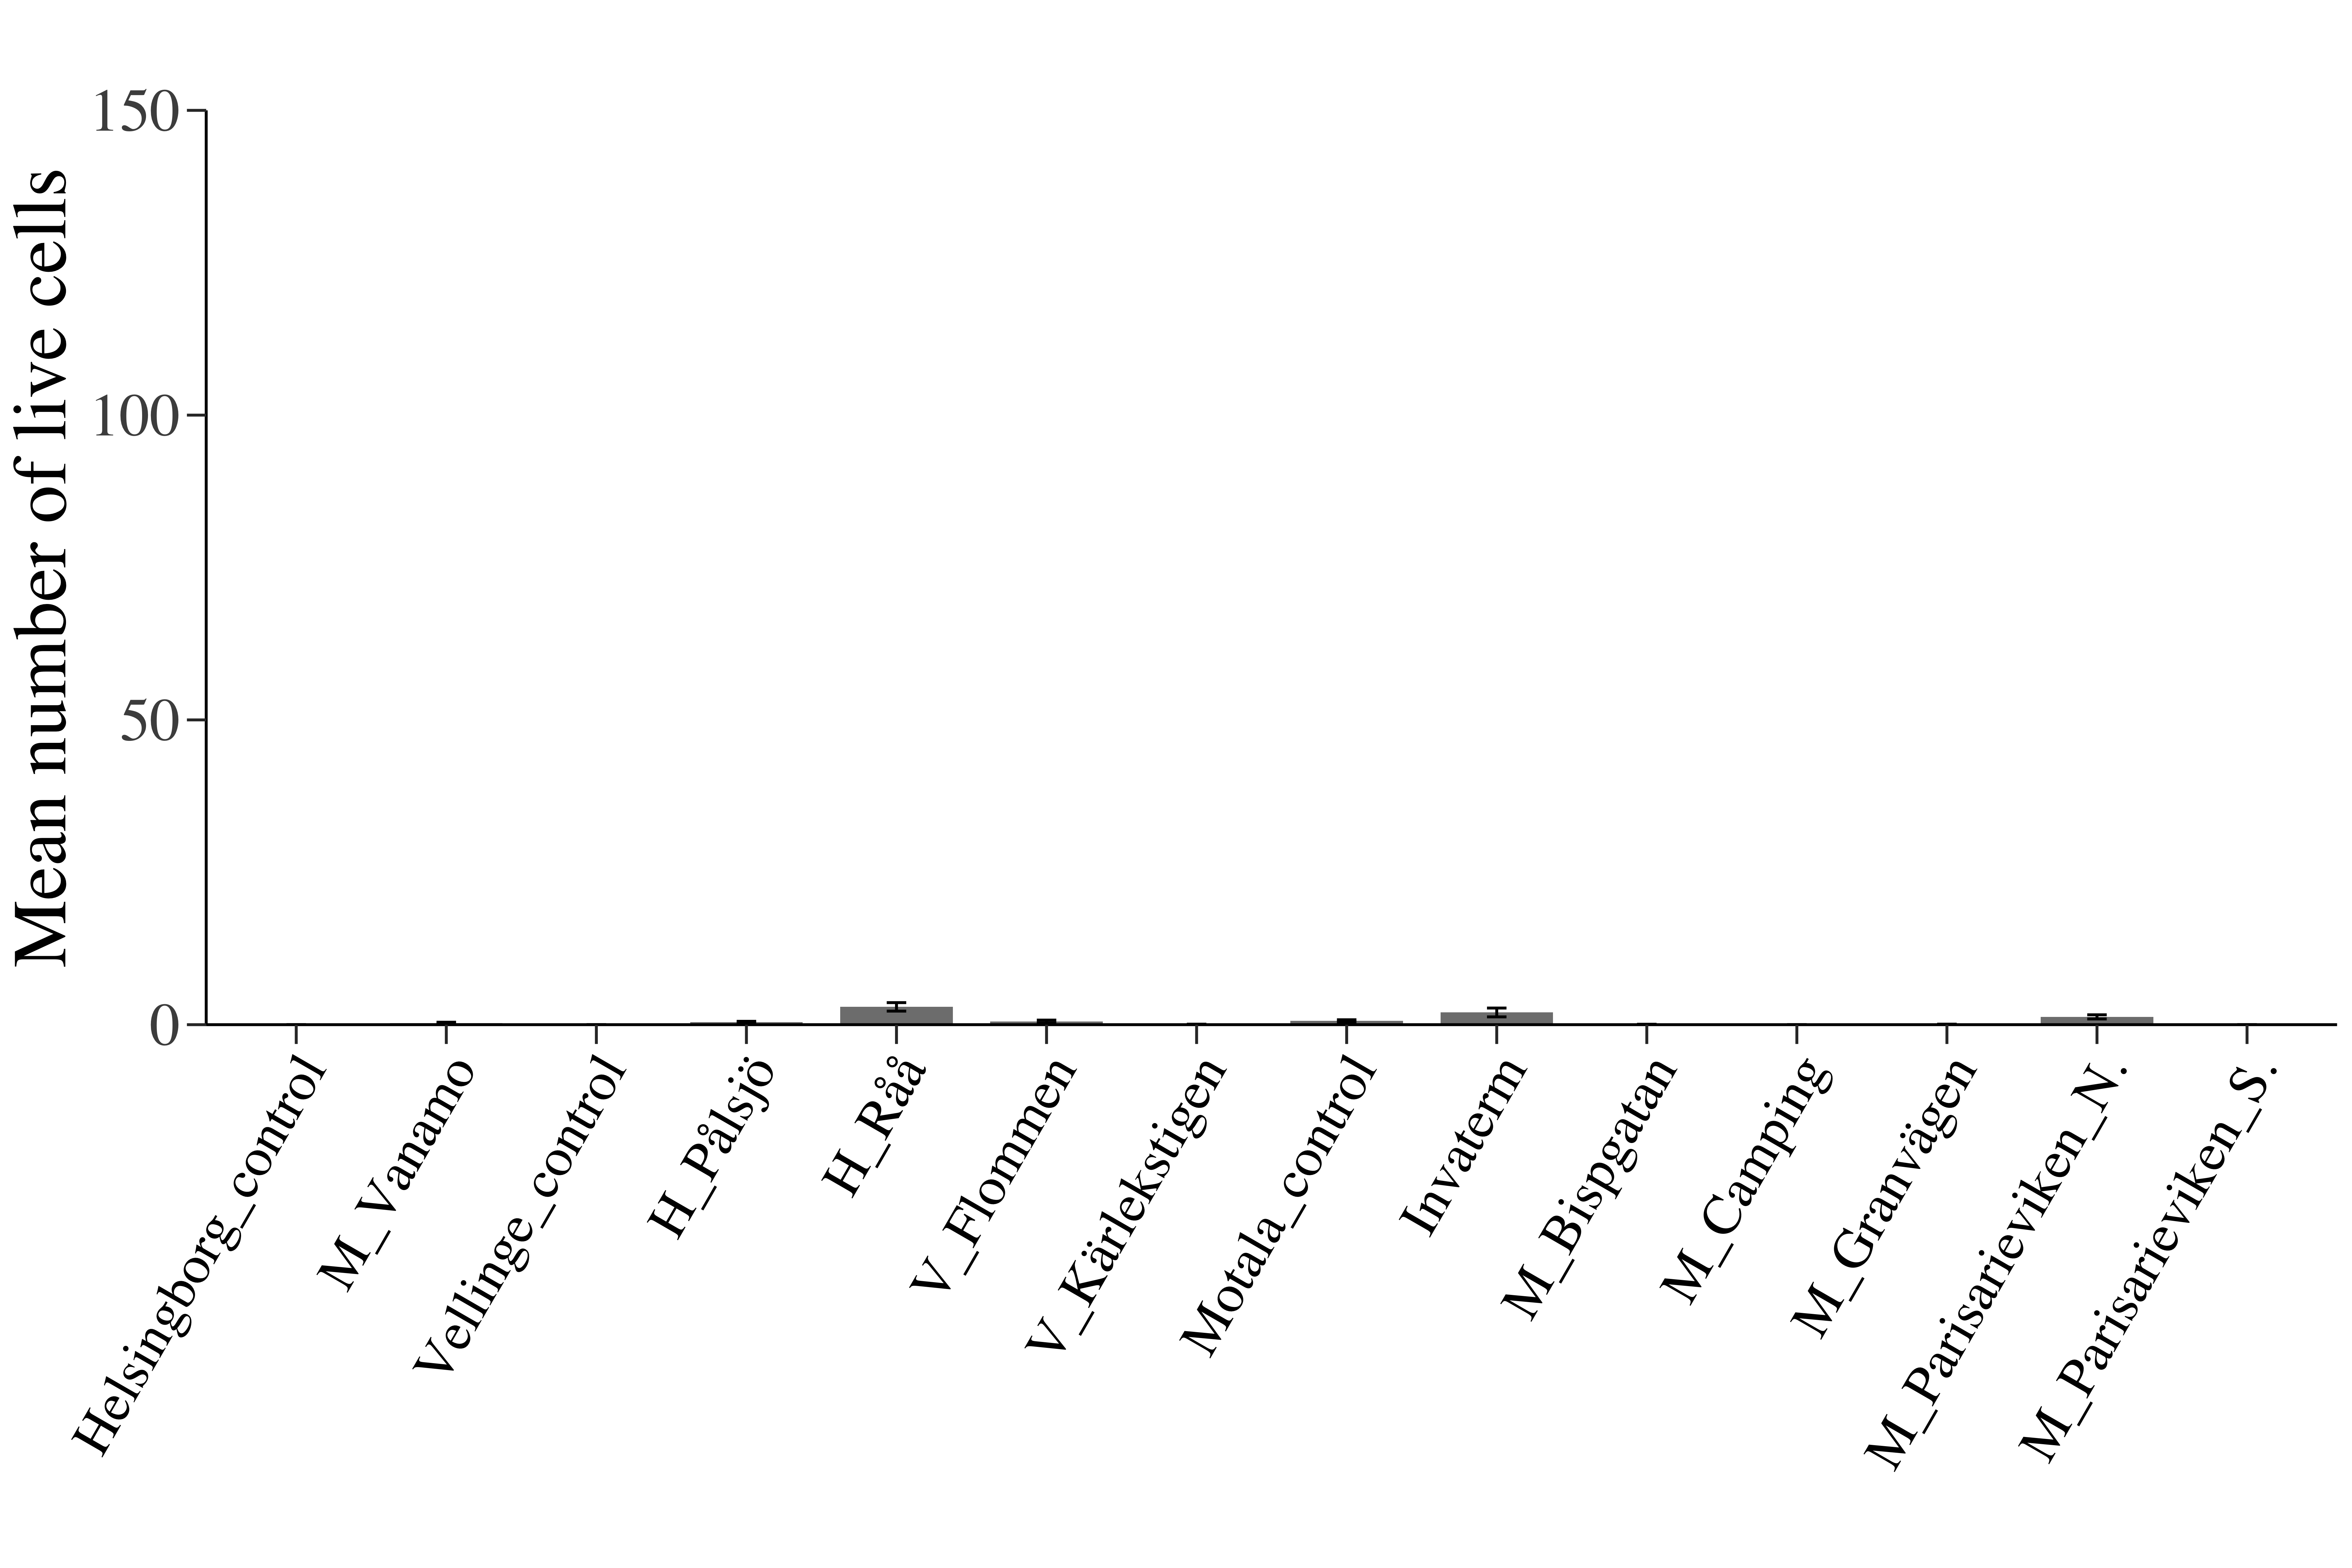 Mean number of live cells
150
100
50
0
Helsingborg_control
M_Vanamo
Vellinge_control
H_Pålsjö
H_Råå
V_Flommen
V_Kärlekstigen
Motala_control
Invaterm
M_Bispgatan
M_Camping
M_Granvägen
M_Parisarieviken_N.
M_Parisarieviken_S.